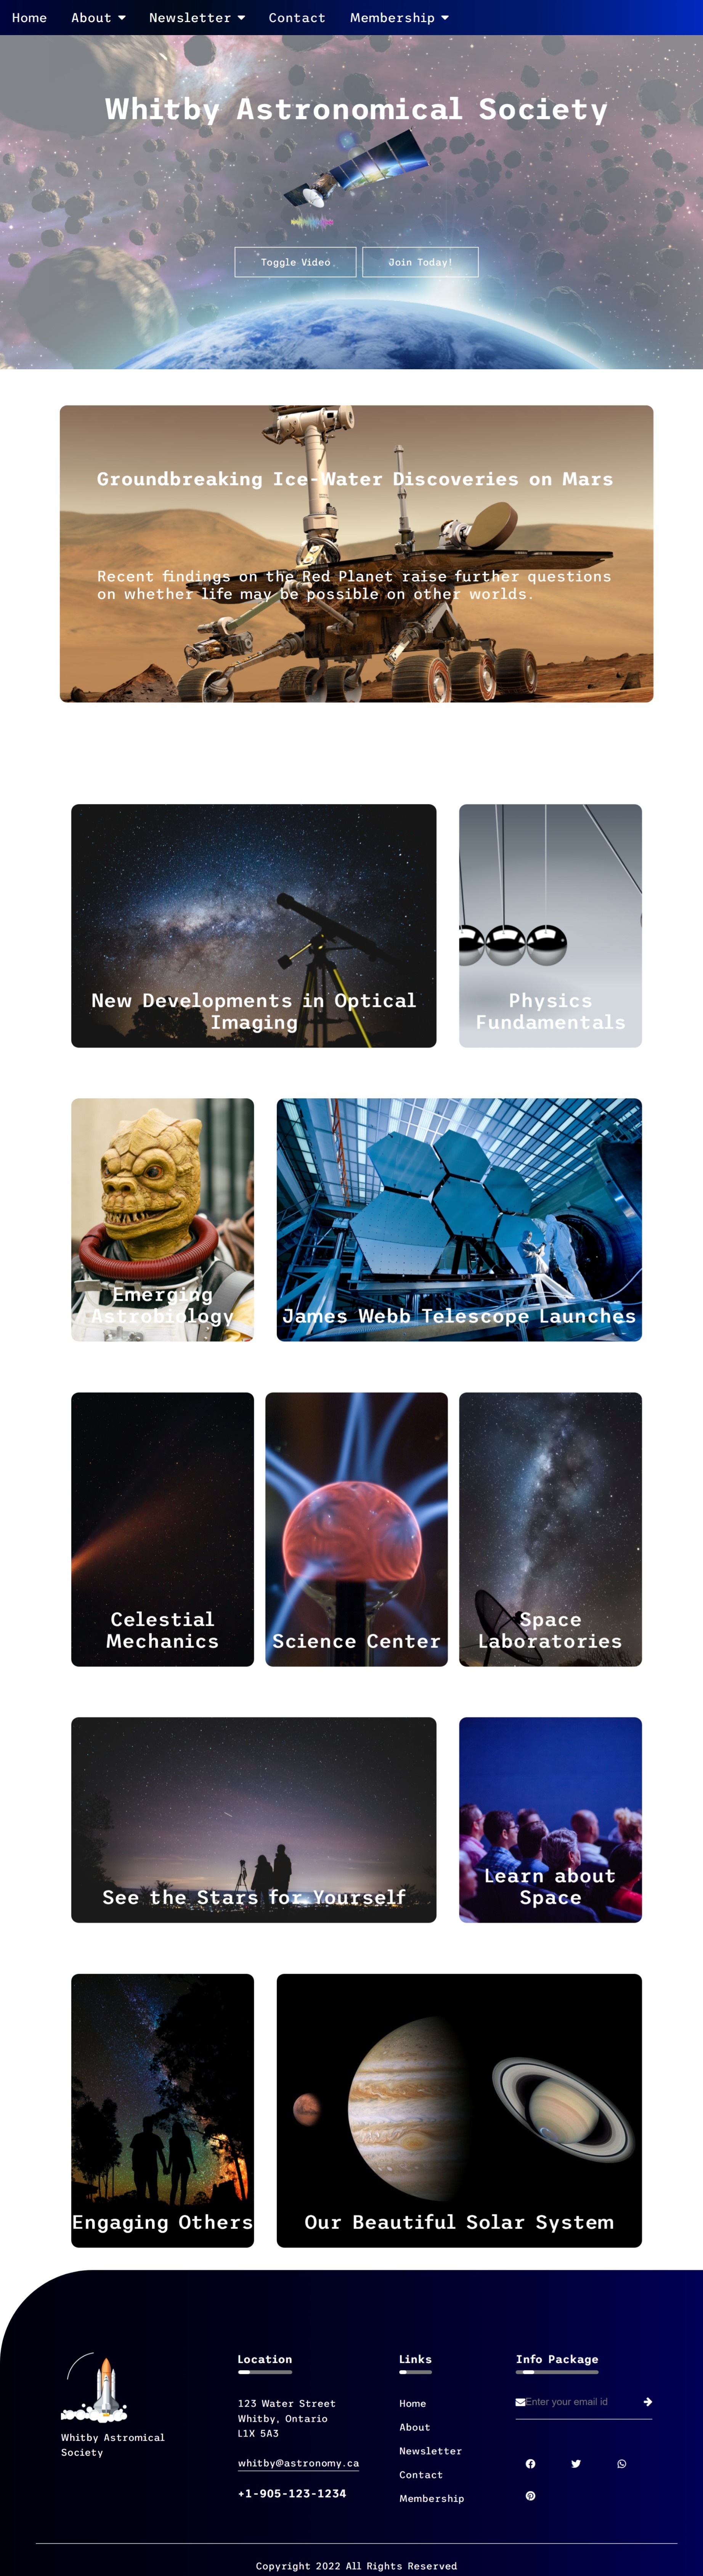 Home About Newsletter Contact Membership
Whitby Astronomical Society
Toggle Video
Join Today!
Groundbreaking Ice-Water Discoveries on Mars
Recent findings on the Red Planet raise further questions
on whether life may be possible on other worlds.
New Developments in Optical
Imaging
Physics
Fundamentals
Emerging
Astrobiology
James Webb Telescope Launches
Celestial
Mechanics
Science Center
Space
Laboratories
See the Stars for Yourself
Learn about
Space
Engaging Others
Our Beautiful Solar System
Whitby Astromical
Society
Location
123 Water Street
Whitby, Ontario
L1X 5A3
whitby@astronomy.ca
+1-905-123-1234
Links
Home
About
Newsletter
Contact
Membership
Info Package
Enter your email id
Copyright 2022 All Rights Reserved